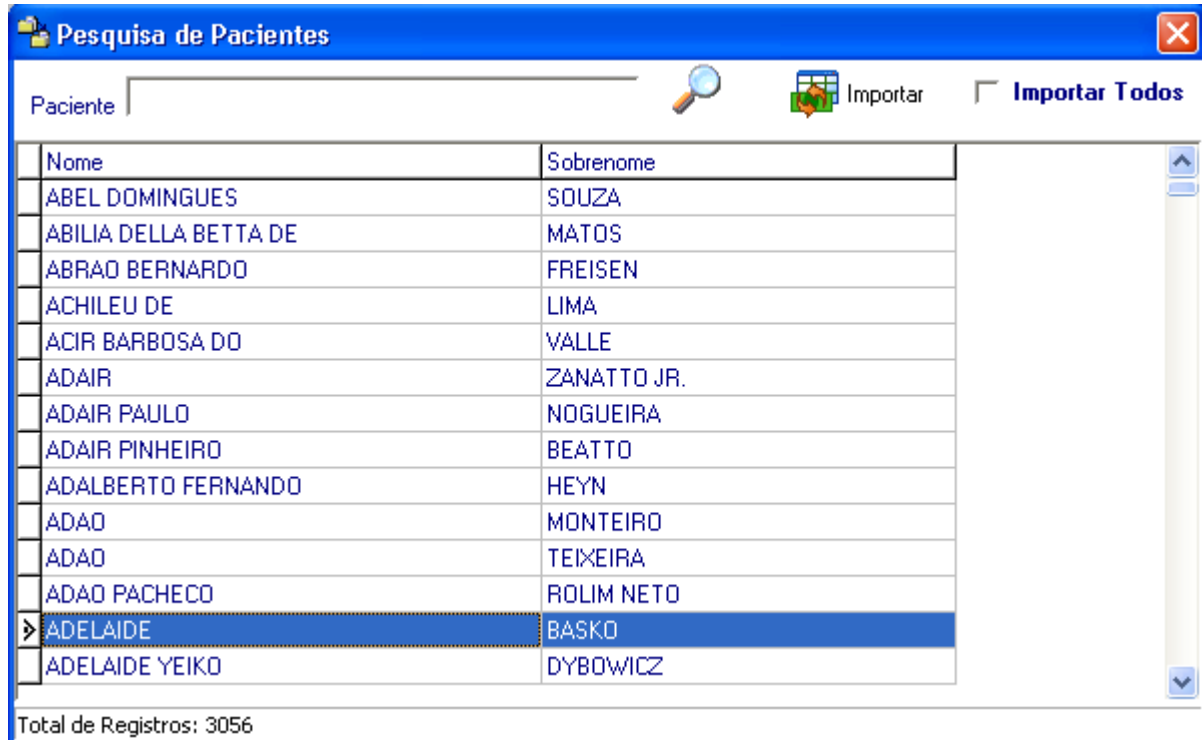 Pesquisa de Pacientes
Paciente Importar Importar Todos
Nome Sobrenome
ABEL DOMINGUES SOUZA
ABILIA DELLA BETTA DE MATOS
ABRAO BERNARDO FREISEN
ACHILEU DE LIMA
ACIR BARBOSA DO VALLE
ADAIR ZANATTO JR.
ADAIR PAULO NOGUEIRA
ADAIR PINHEIRO BEATTO
ADALBERTO FERNANDO HEYN
ADAO MONTEIRO
ADAO TEIXEIRA
ADAO PACHECO ROLIM NETO
ADELAIDE BASKO
ADELAIDE YEIKO DYBOWICZ
Total de Registros: 3056